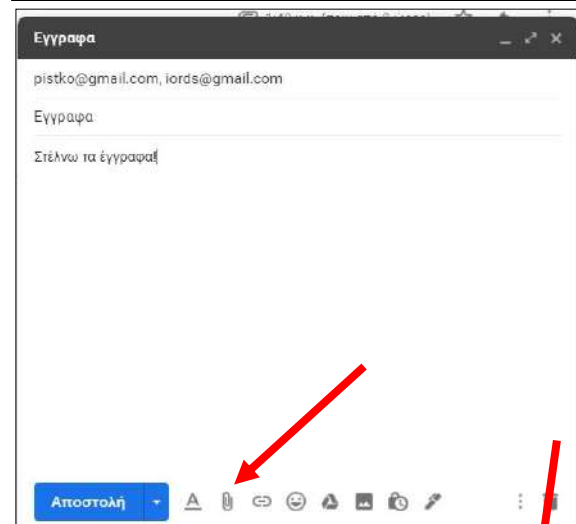 Εγγραφα
pistko@gmail.com, iords@gmail.com
Εγγραφα
Στέλνω τα έγγραφα!
Αποστολή